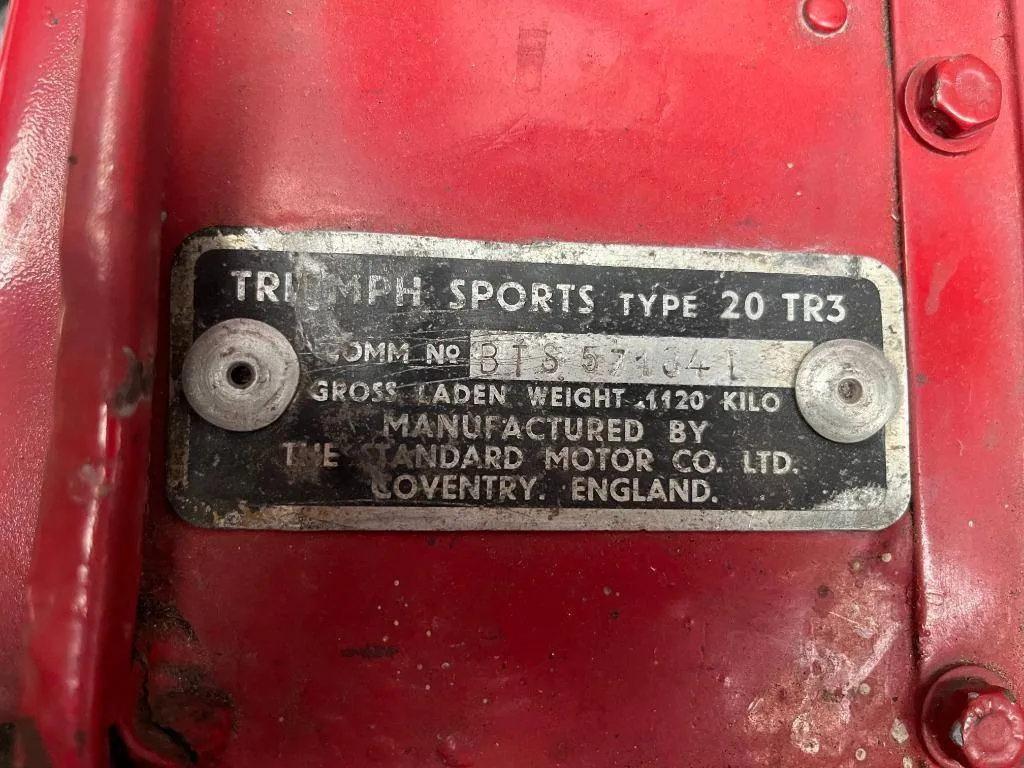 TRIUMPH SPORTS TYPE 20 TR3
COMM No BTS
GROSS LADEN WEIGHT .1120 KILO
MANUFACTURED BY
THE STANDARD MOTOR CO. LTD.
COVENTRY. ENGLAND.